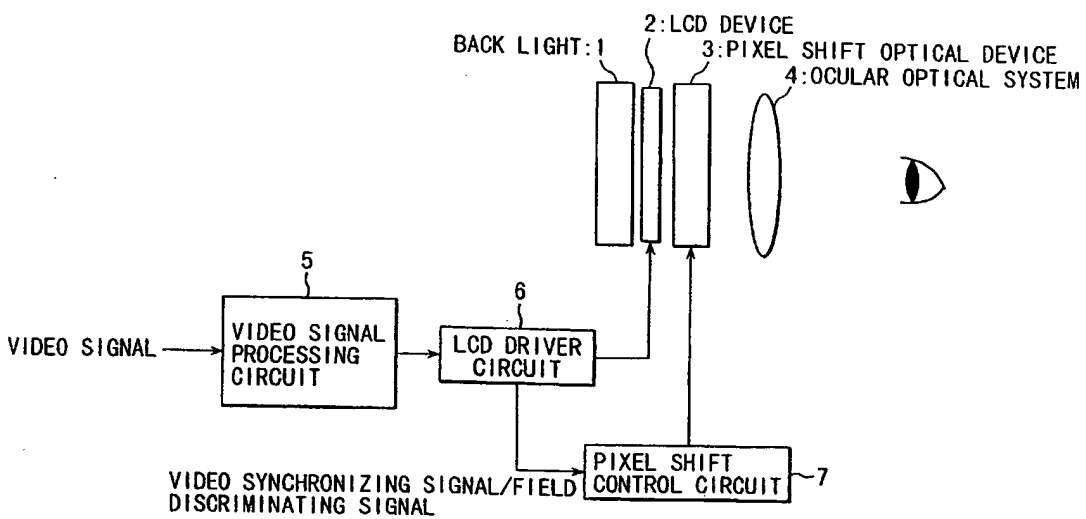 2:LCD DEVICE
BACK LIGHT:1
3:PIXEL SHIFT OPTICAL DEVICE
4:OCULAR OPTICAL SYSTEM
5
6
VIDEO SIGNAL
VIDEO SIGNAL
PROCESSING
CIRCUIT
LCD DRIVER
CIRCUIT
PIXEL SHIFT
CONTROL CIRCUIT
7
VIDEO SYNCHRONIZING SIGNAL/FIELD
DISCRIMINATING SIGNAL